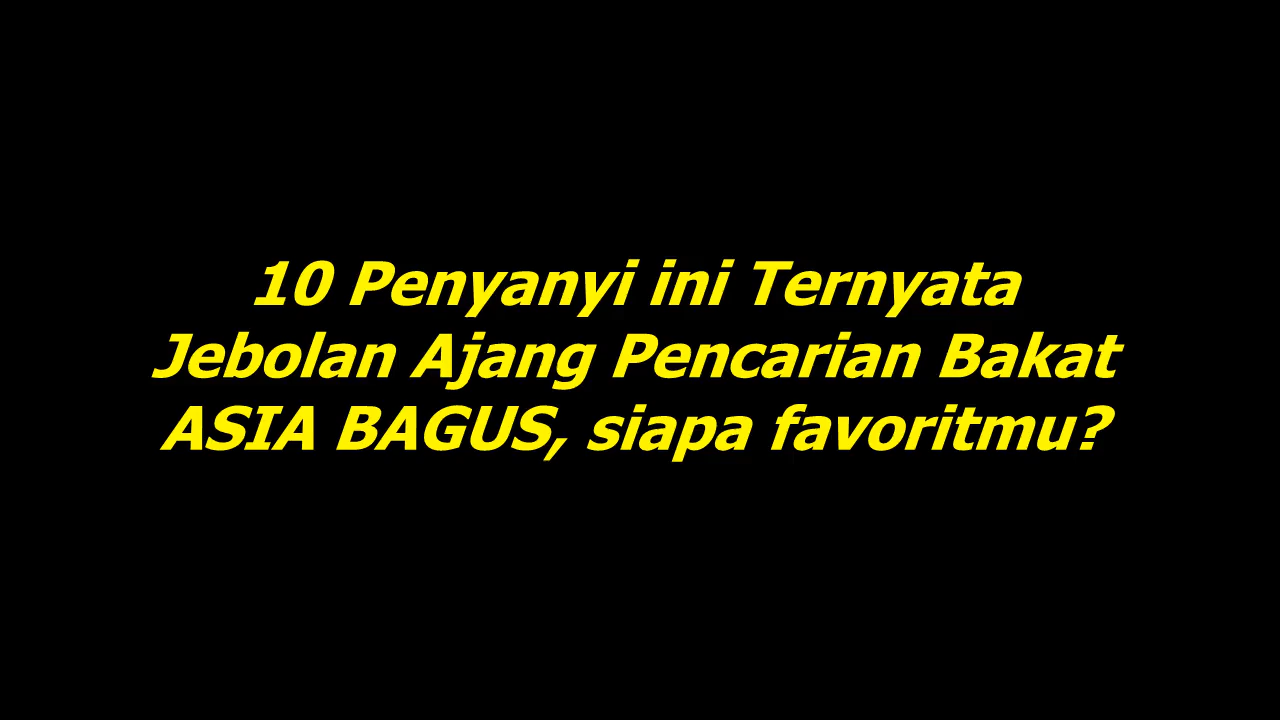 10 Penyanyi ini Ternyata
Jebolan Ajang Pencarian Bakat
ASIA BAGUS, siapa favoritmu?